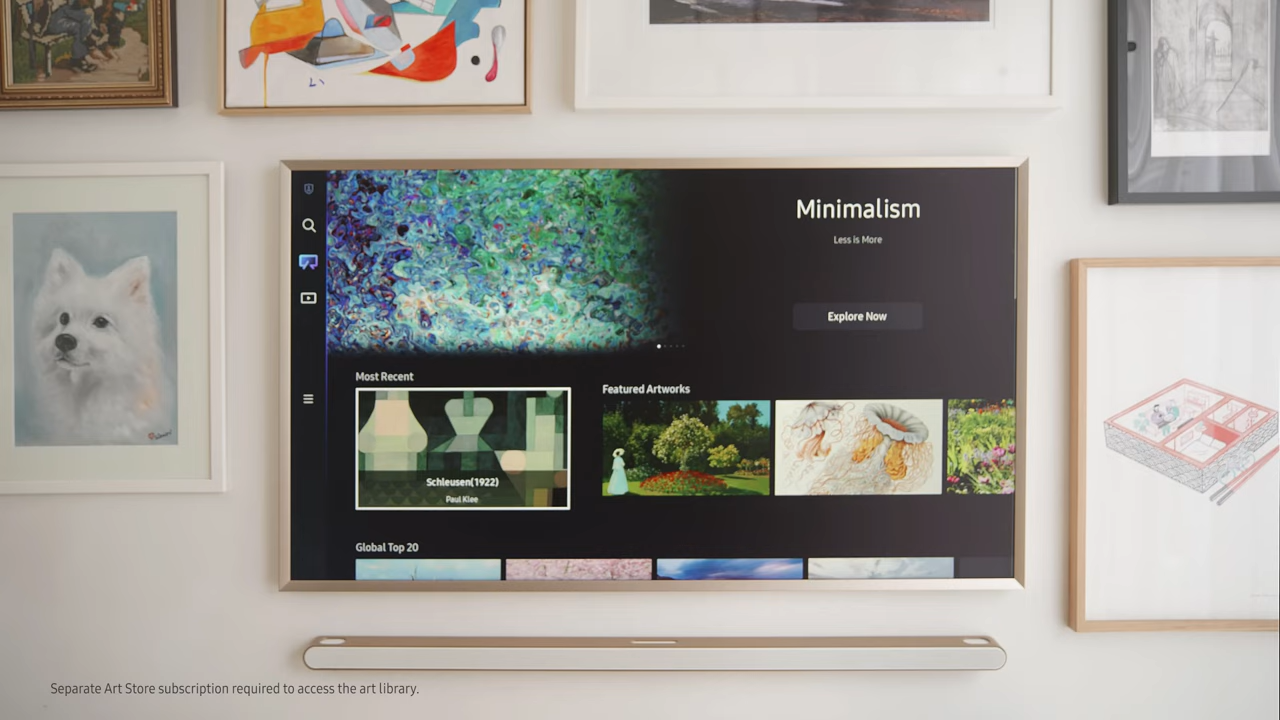 Minimalism
Less is More
Explore Now
Most Recent
Featured Artworks
Schleusen(1922)
Paul Klee
Global Top 20
Separate Art Store subscription required to access the art library.